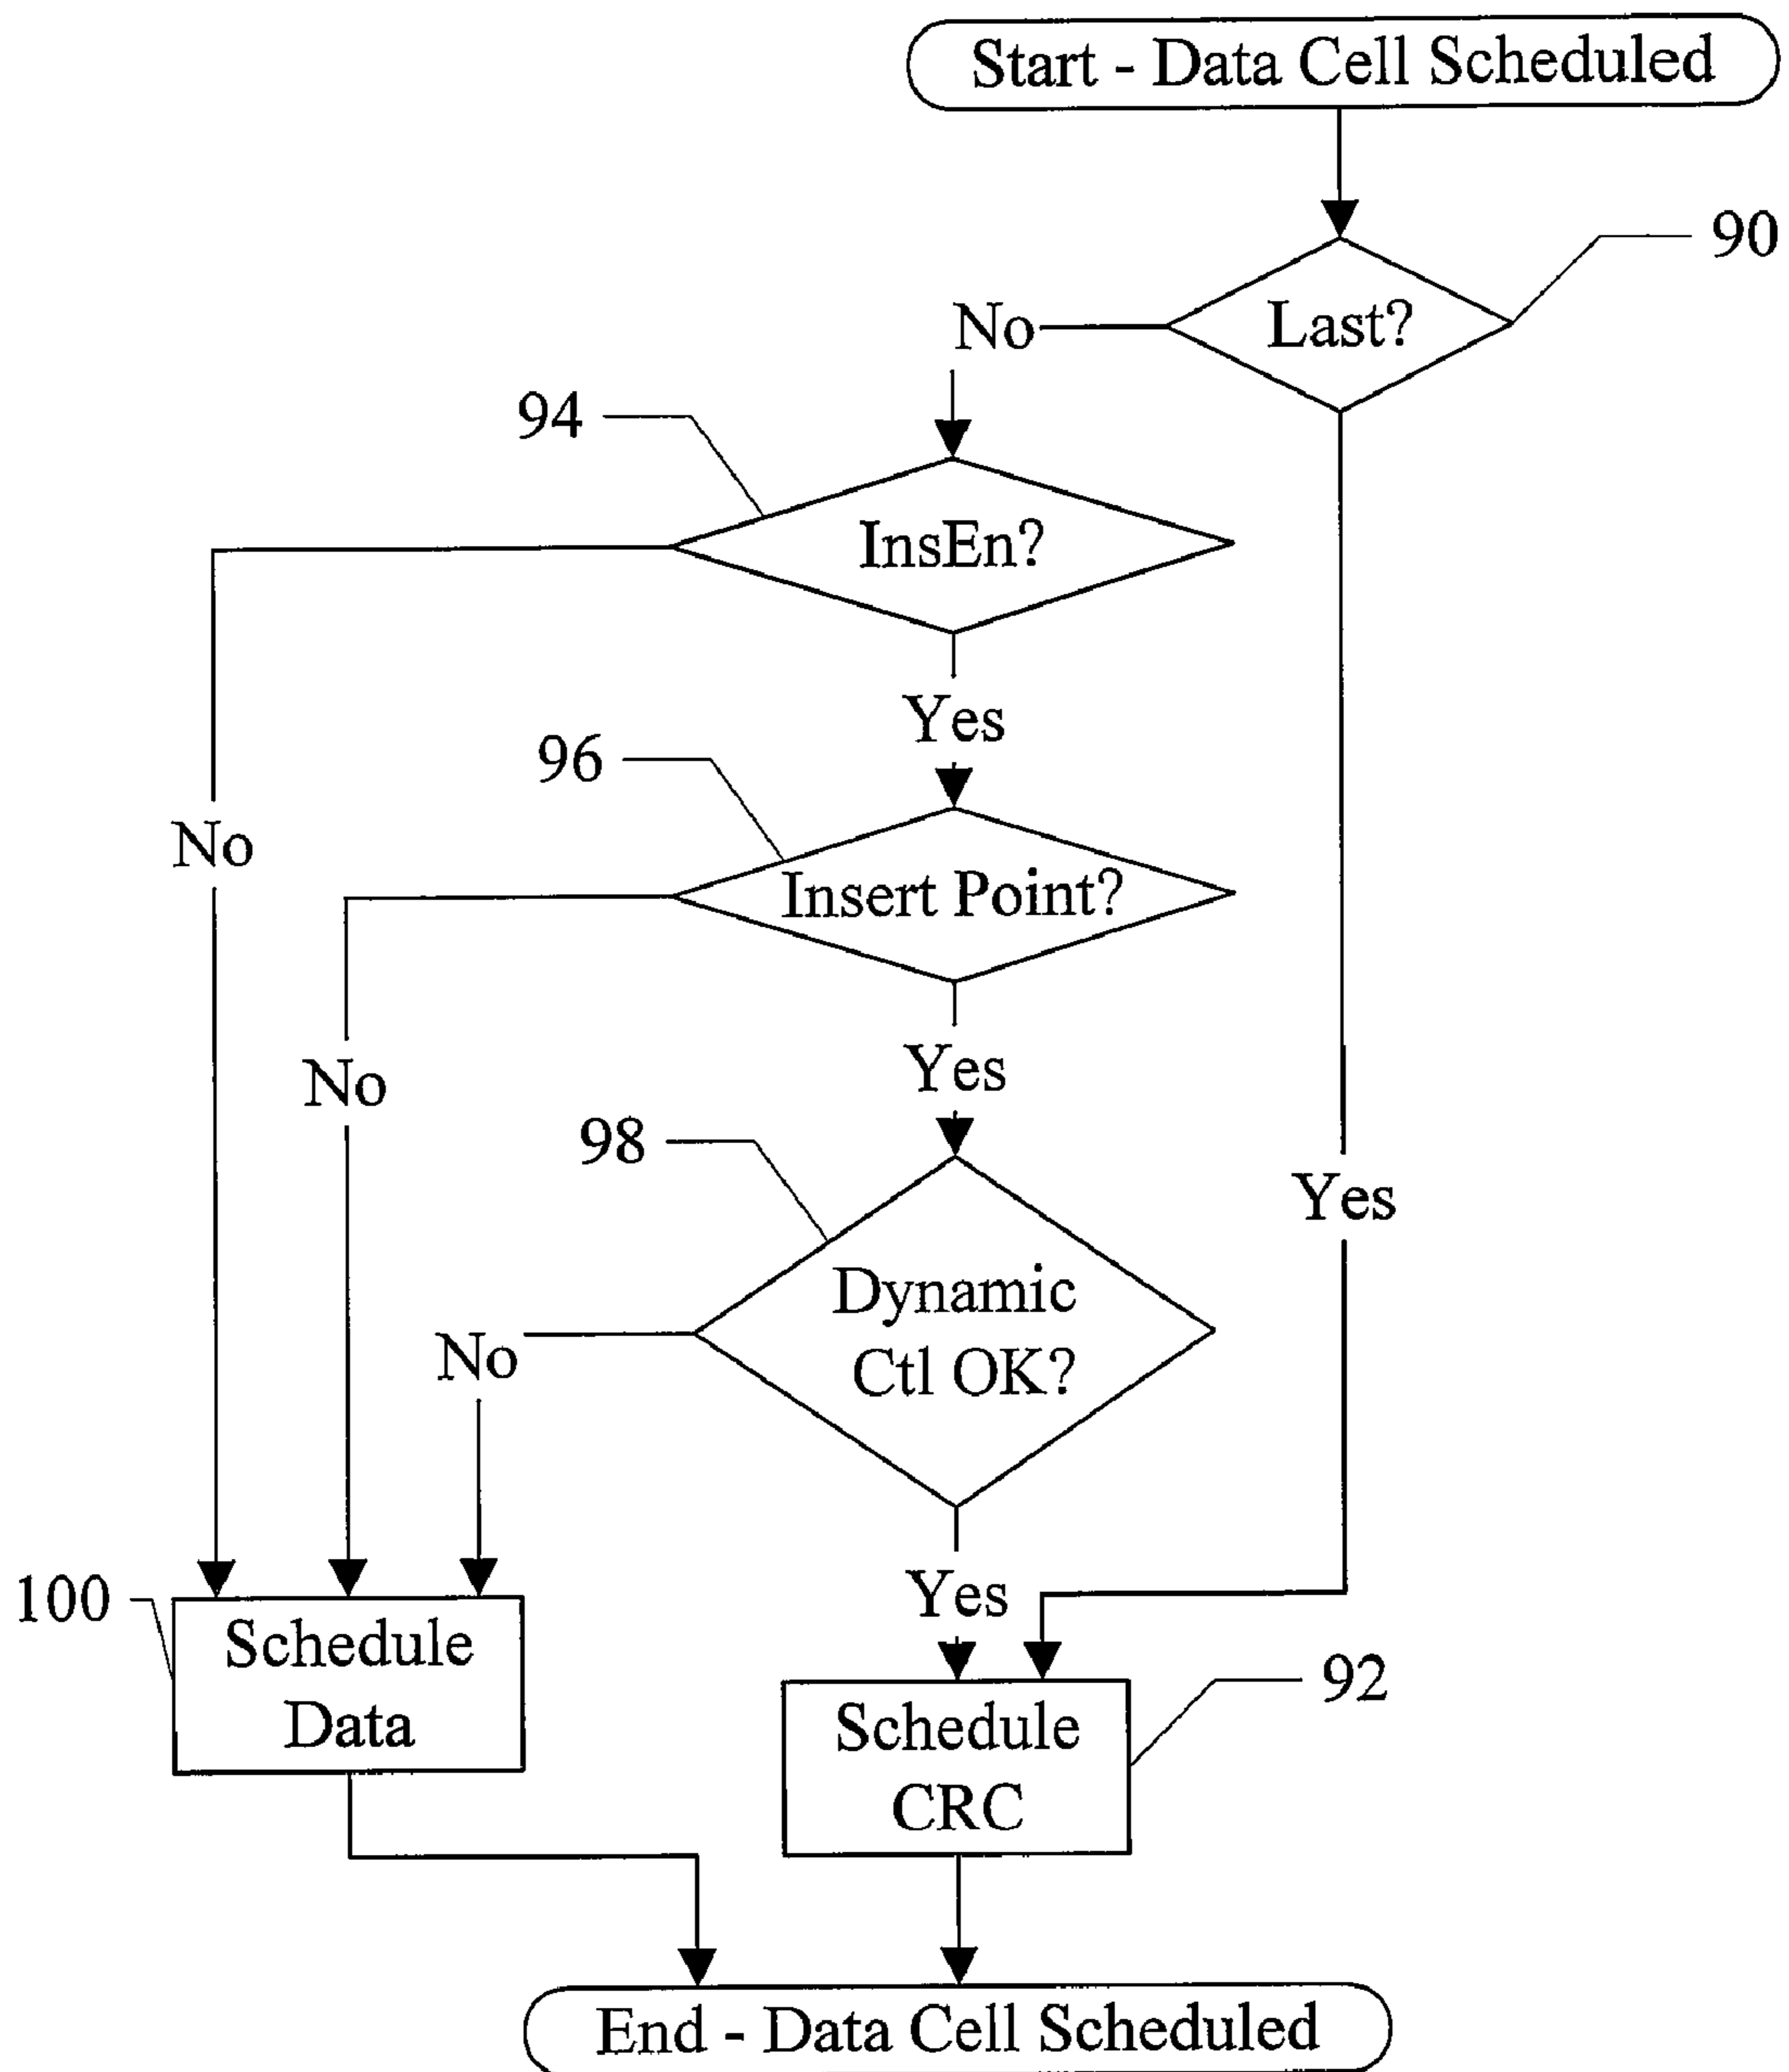 Start - Data Cell Scheduled
90
Last?
No
94
InsEn?
Yes
96
No
Insert Point?
No
Yes
98
Yes
Dynamic
Ctl OK?
No
Yes
100
Schedule
Data
92
Schedule
CRC
End - Data Cell Scheduled